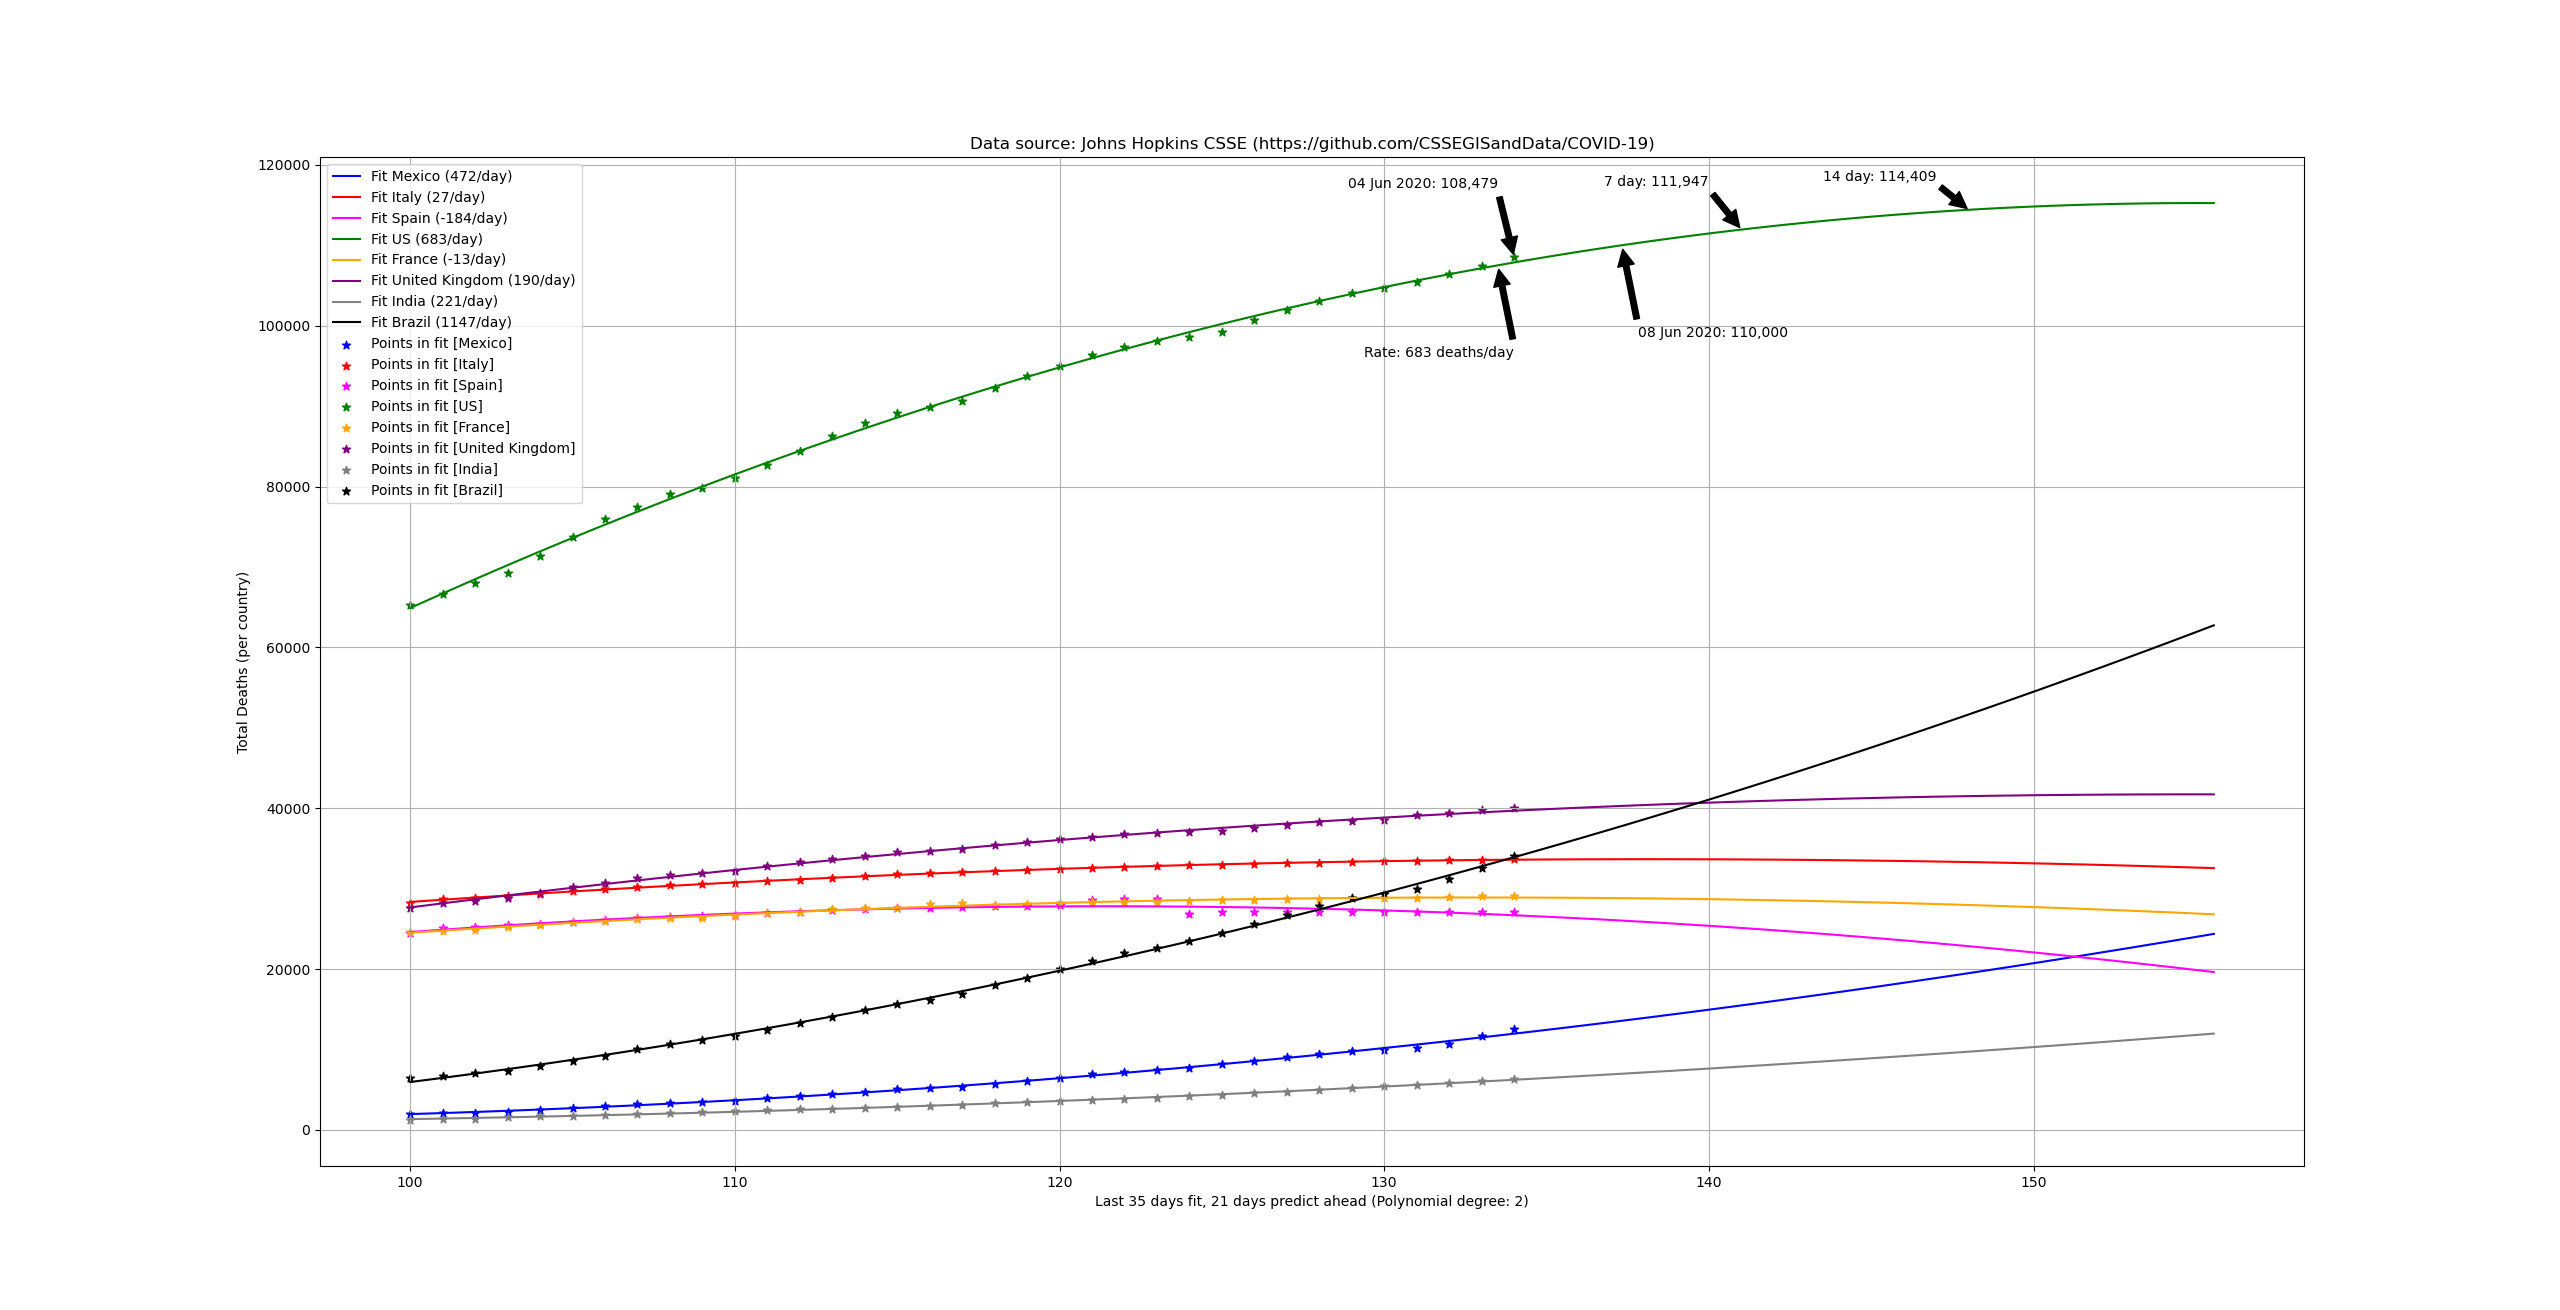 Data source: Johns Hopkins CSSE (https://github.com/CSSEGISandData/COVID-19)
120000
100000
80000
60000
40000
20000
0
Total Deaths (per country)
Fit Mexico (472/day)
Fit Italy (27/day)
Fit Spain (-184/day)
Fit US (683/day)
Fit France (-13/day)
Fit United Kingdom (190/day)
Fit India (221/day)
Fit Brazil (1147/day)
Points in fit [Mexico]
Points in fit [Italy]
Points in fit [Spain]
Points in fit [US]
Points in fit [France]
Points in fit [United Kingdom]
Points in fit [India]
Points in fit [Brazil]
04 Jun 2020: 108,479
7 day: 111,947
14 day: 114,409
08 Jun 2020: 110,000
Rate: 683 deaths/day
100 110 120 130 140 150
Last 35 days fit, 21 days predict ahead (Polynomial degree: 2)